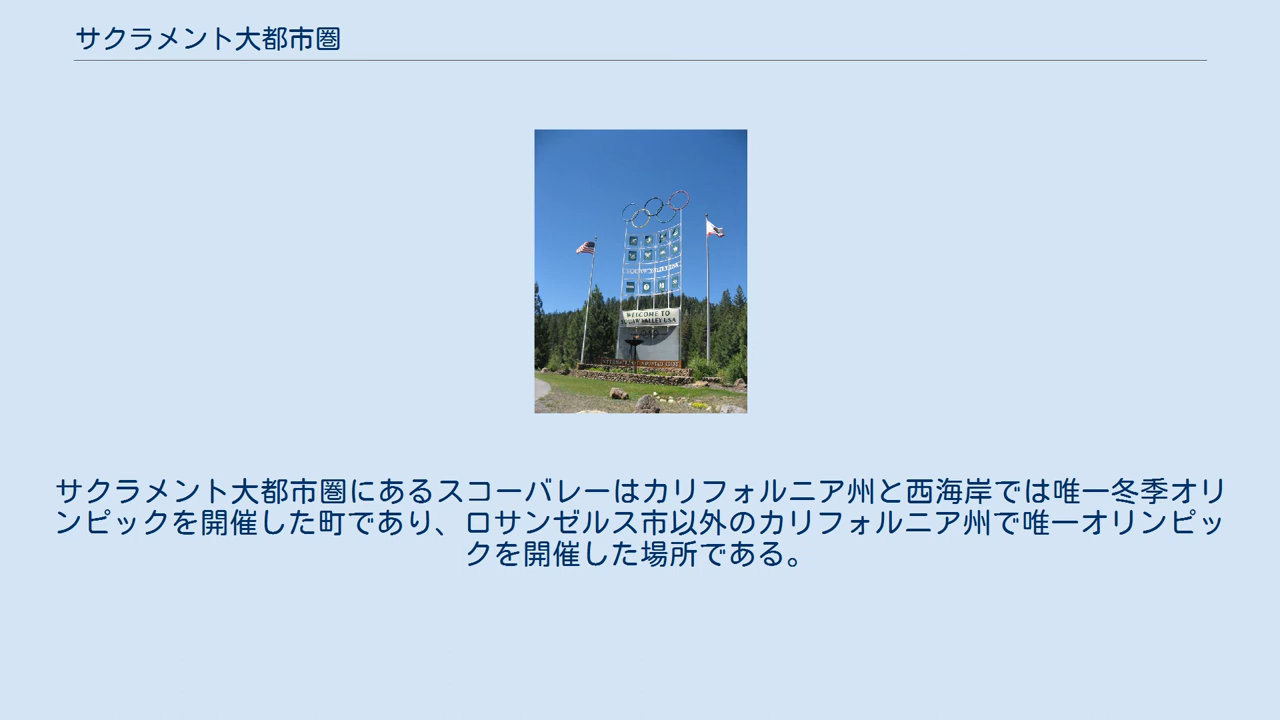 サクラメント大都市圏
WELCOME TO
SQUAW VALLEY USA
サクラメント大都市圏にあるスコーバレーはカリフォルニア州と西海岸では唯一冬季オリ
ンピックを開催した町であり、ロサンゼルス市以外のカリフォルニア州で唯一オリンピッ
クを開催した場所である。